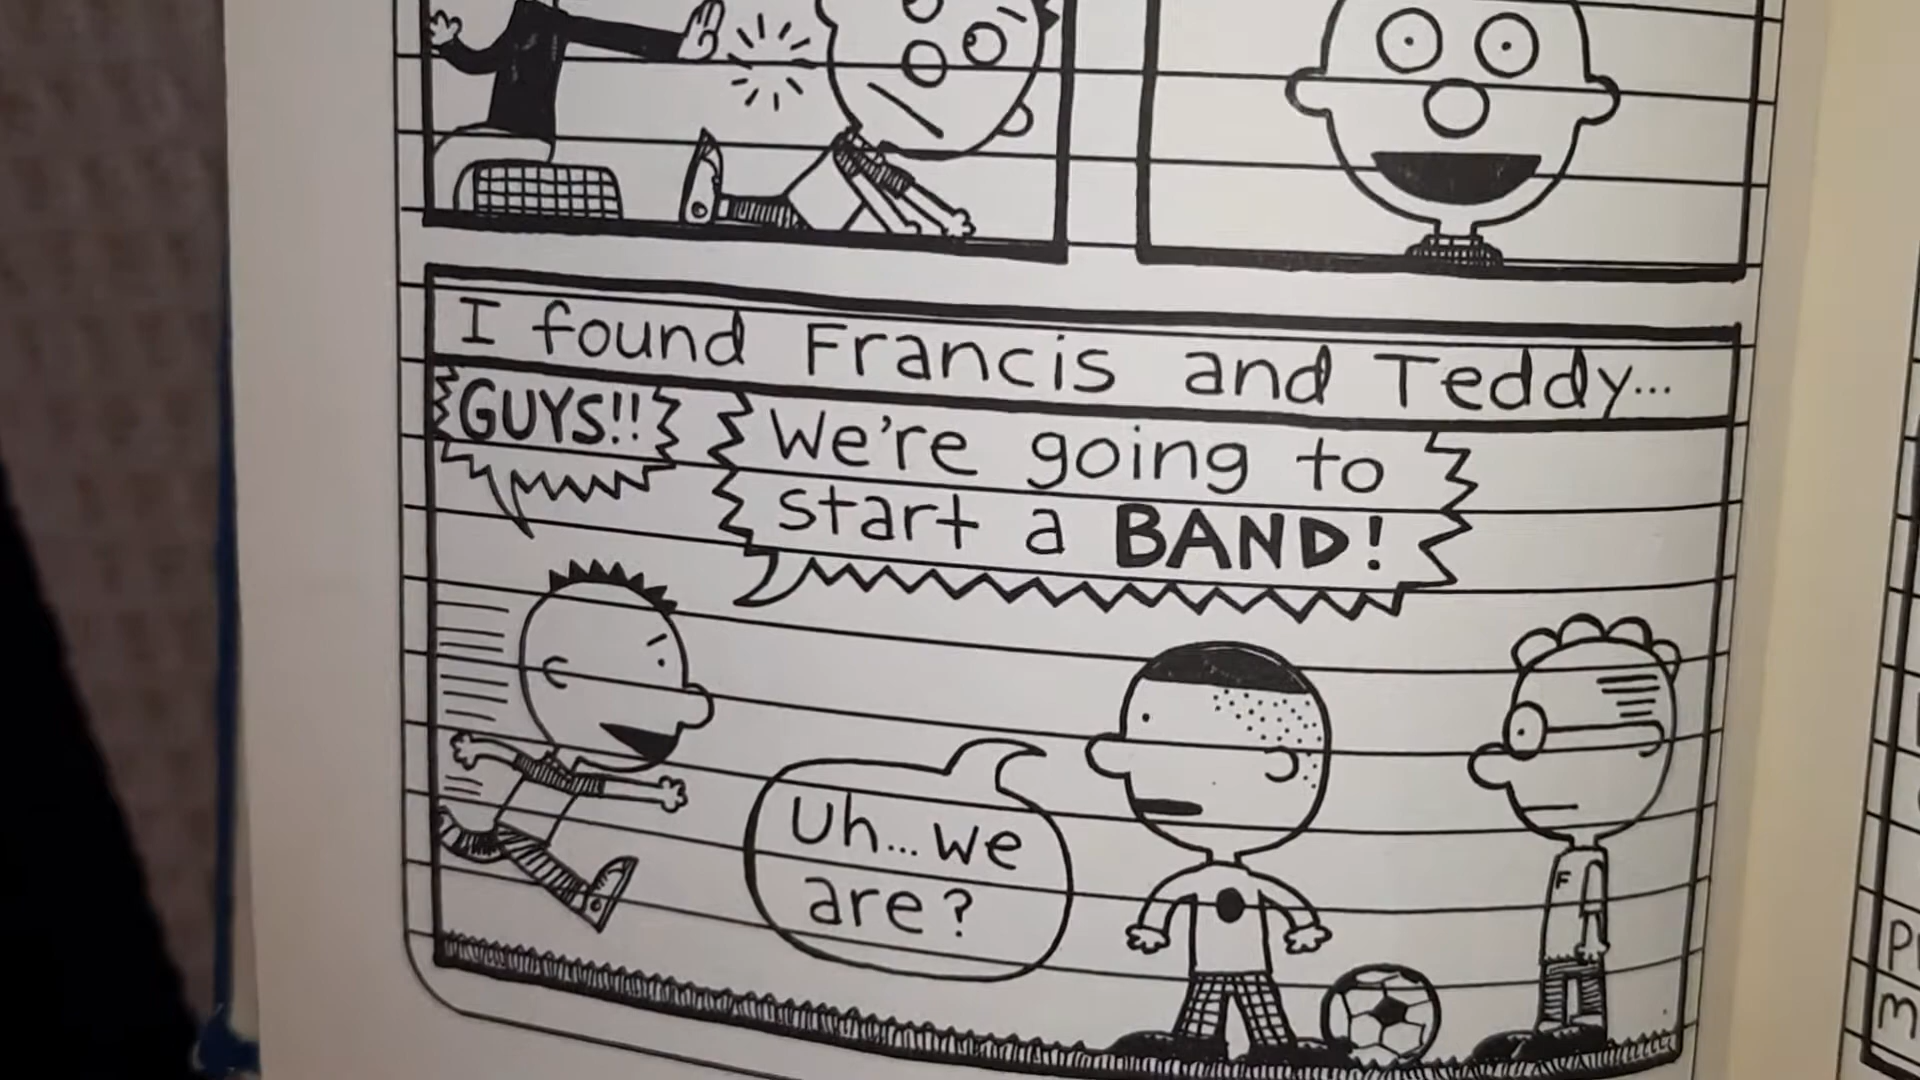 I found Francis and Teddy...
GUYS!!
We're going to
start a BAND!
Uh... we
are?
F